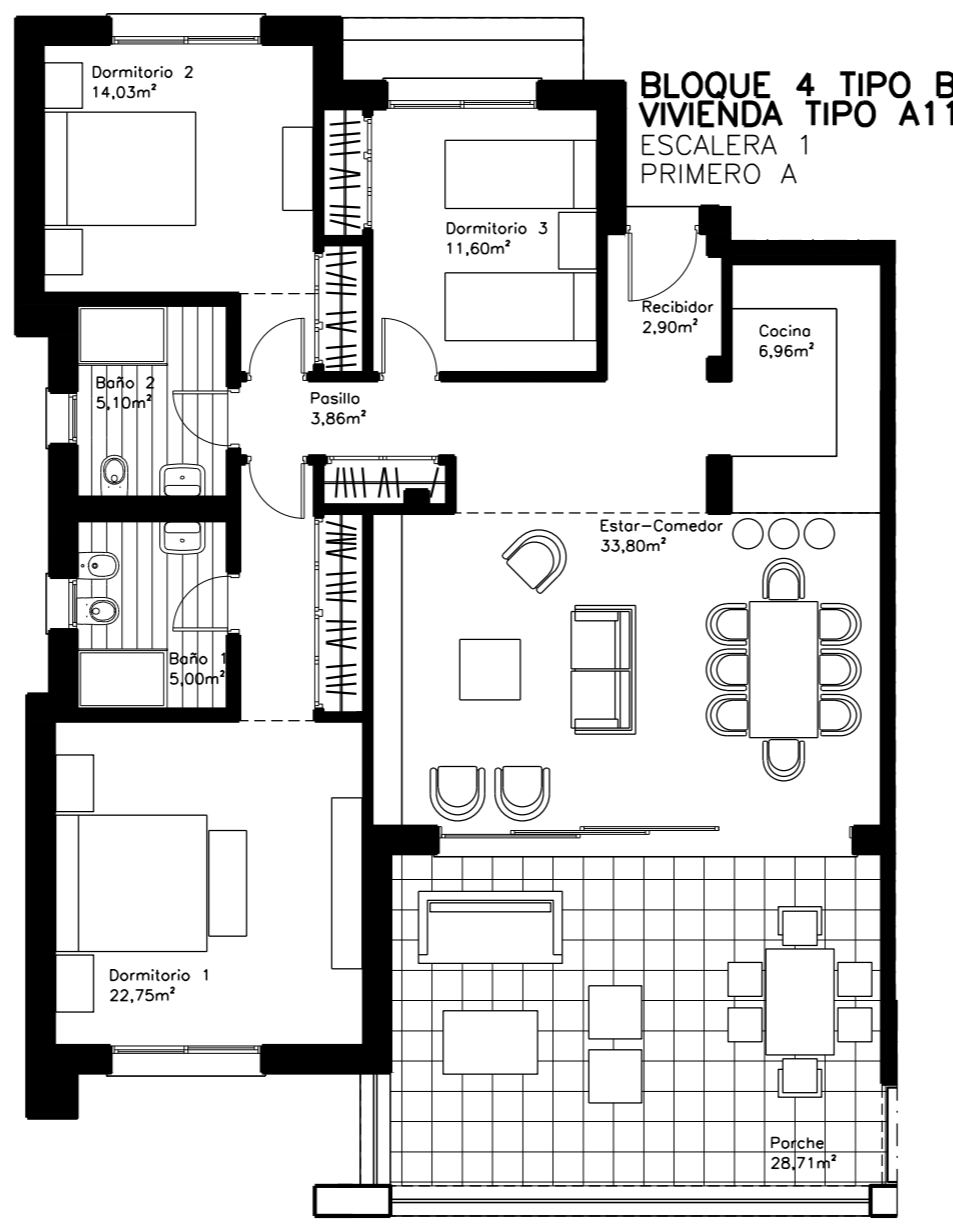 BLOQUE 4 TIPO B
VIVIENDA TIPO A11
ESCALERA 1
PRIMERO A
Dormitorio 2
14,03m²
Dormitorio 3
11,60m²
Recibidor
2,90m²
Cocina
6,96m²
Baño 2
5,10m²
Pasillo
3,86m²
Estar-Comedor
33,80m²
Baño 1
5,00m²
Dormitorio 1
22,75m²
Porche
28,71m²